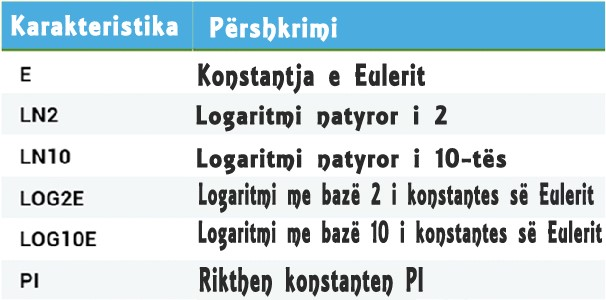 Karakteristika Përshkrimi
E Konstantja e Eulerit
LN2 Logaritmi natyror i 2
LN10 Logaritmi natyror i 10-tës
LOG2E Logaritmi me bazë 2 i konstantes së Eulerit
LOG10E Logaritmi me bazë 10 i konstantes së Eulerit
PI Rikthen konstanten PI